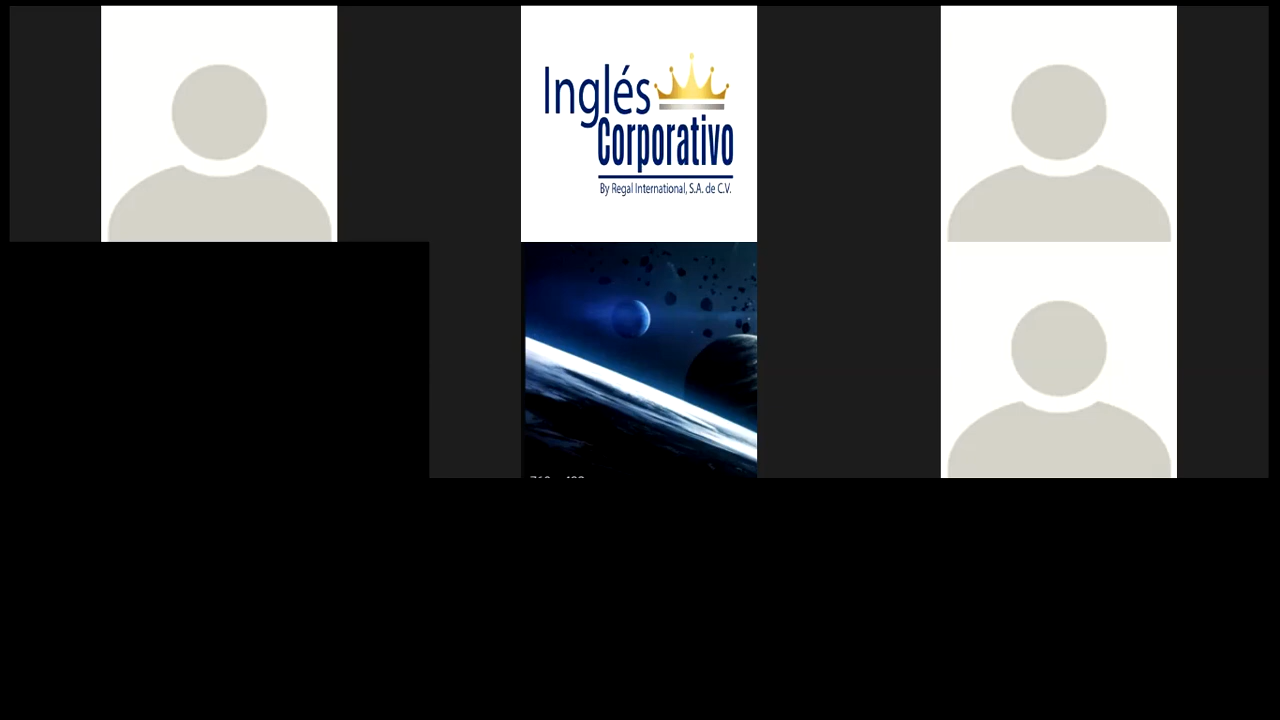 Inglés
Corporativo
By Regal International, S.A. de C.V.